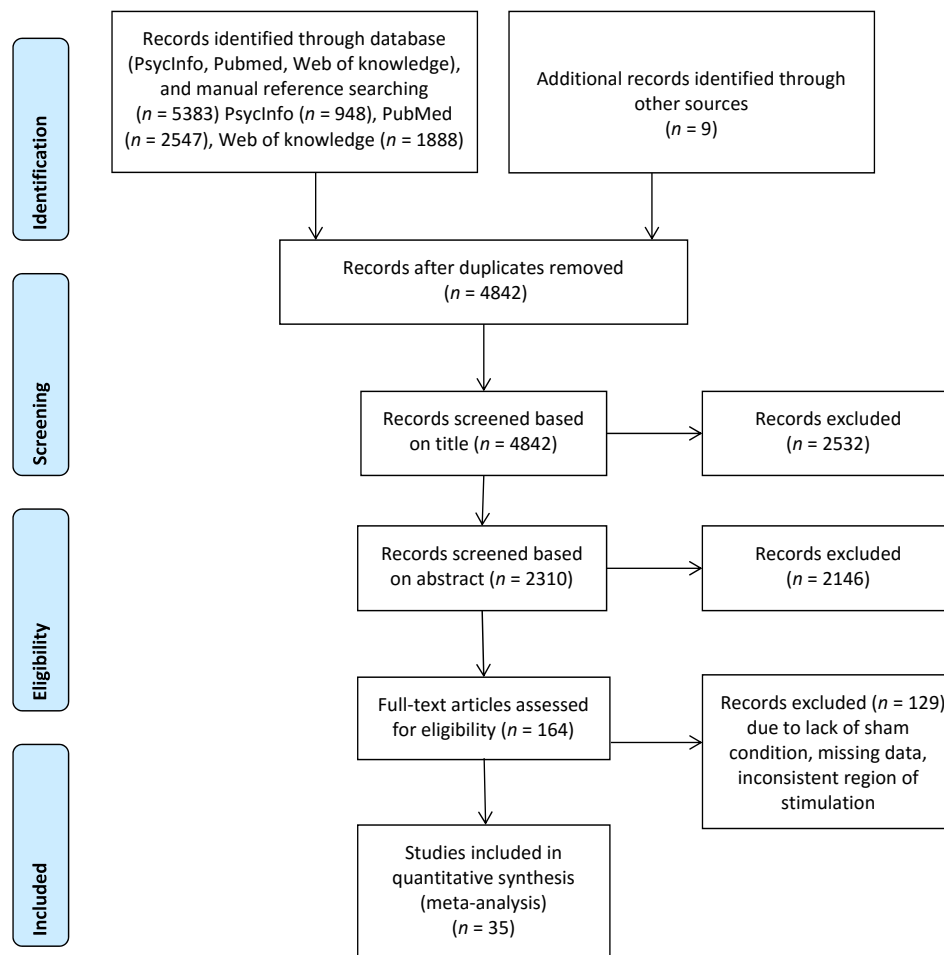 Identification
Records identified through database
(PsycInfo, Pubmed, Web of knowledge),
and manual reference searching
(n = 5383) PsycInfo (n = 948), PubMed
(n = 2547), Web of knowledge (n = 1888)
Additional records identified through
other sources
(n = 9)
Records after duplicates removed
(n = 4842)
Screening
Records screened based
on title (n = 4842)
Records excluded
(n = 2532)
Eligibility
Records screened based
on abstract (n = 2310)
Records excluded
(n = 2146)
Full-text articles assessed
for eligibility (n = 164)
Records excluded (n = 129)
due to lack of sham
condition, missing data,
inconsistent region of
stimulation
Included
Studies included in
quantitative synthesis
(meta-analysis)
(n = 35)